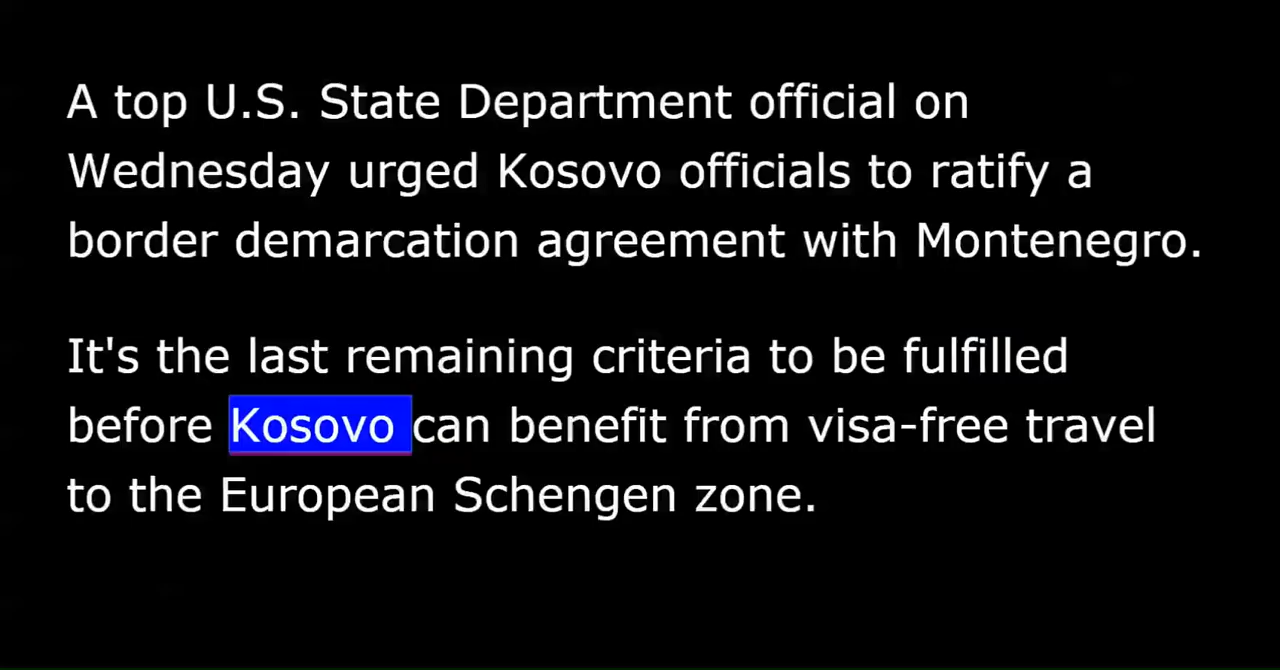 A top U.S. State Department official on
Wednesday urged Kosovo officials to ratify a
border demarcation agreement with Montenegro.
It's the last remaining criteria to be fulfilled
before Kosovo can benefit from visa-free travel
to the European Schengen zone.